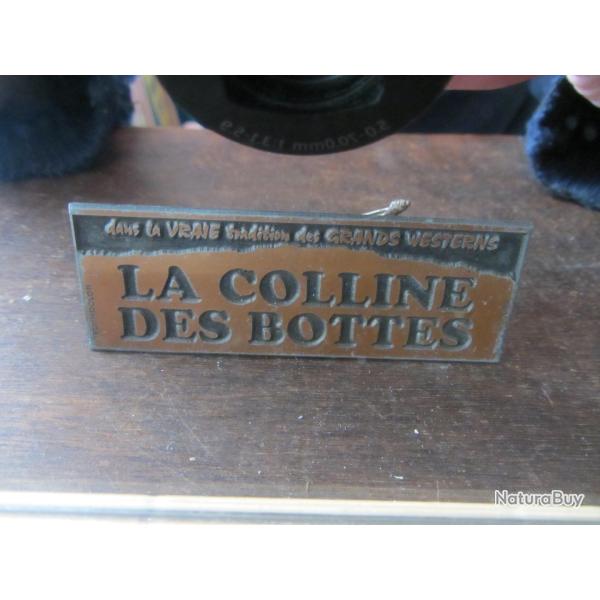 dans la VRAIE tradition des GRANDS WESTERNS
LA COLLINE
DES BOTTES
NaturaBuy